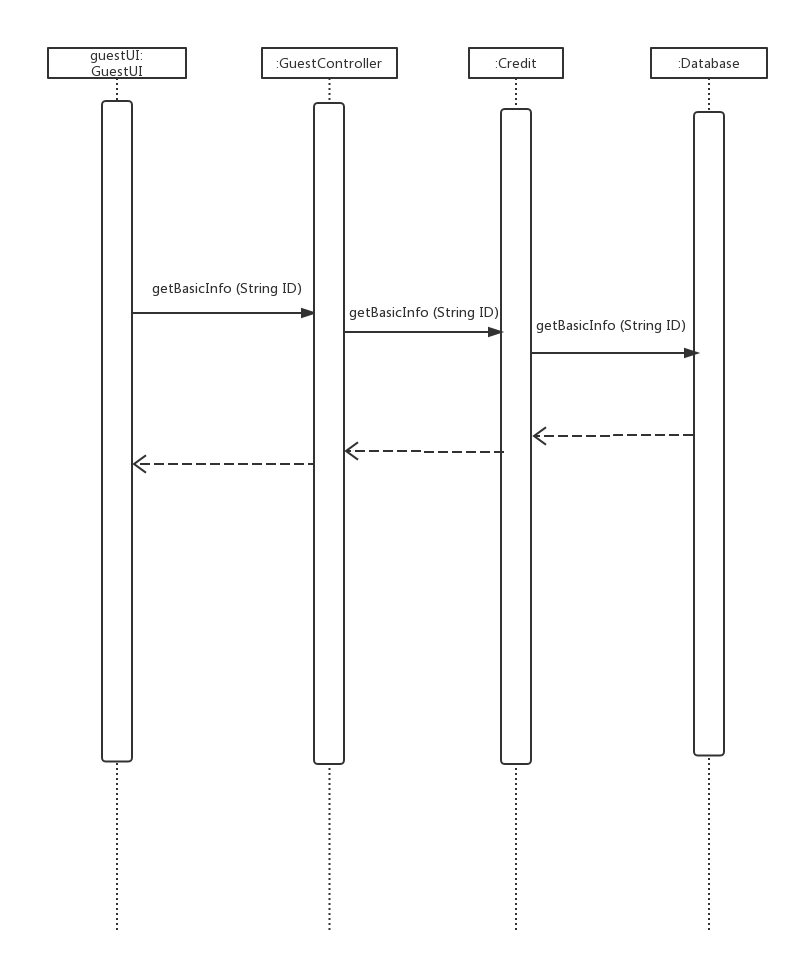 guestUI:
GuestUI
:GuestController
:Credit
:Database
getBasicInfo (String ID)
getBasicInfo (String ID)
getBasicInfo (String ID)